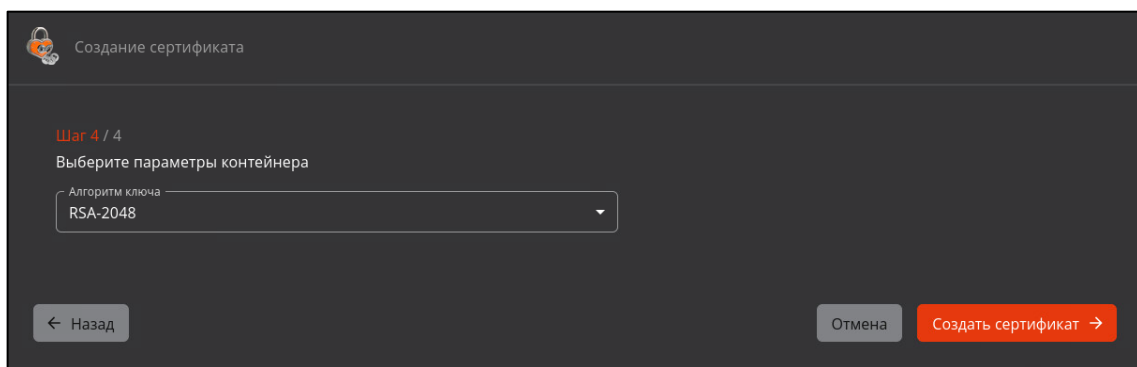 Создание сертификата
Шаг 4 / 4
Выберите параметры контейнера
Алгоритм ключа
RSA-2048
← Назад
Отмена
Создать сертификат →